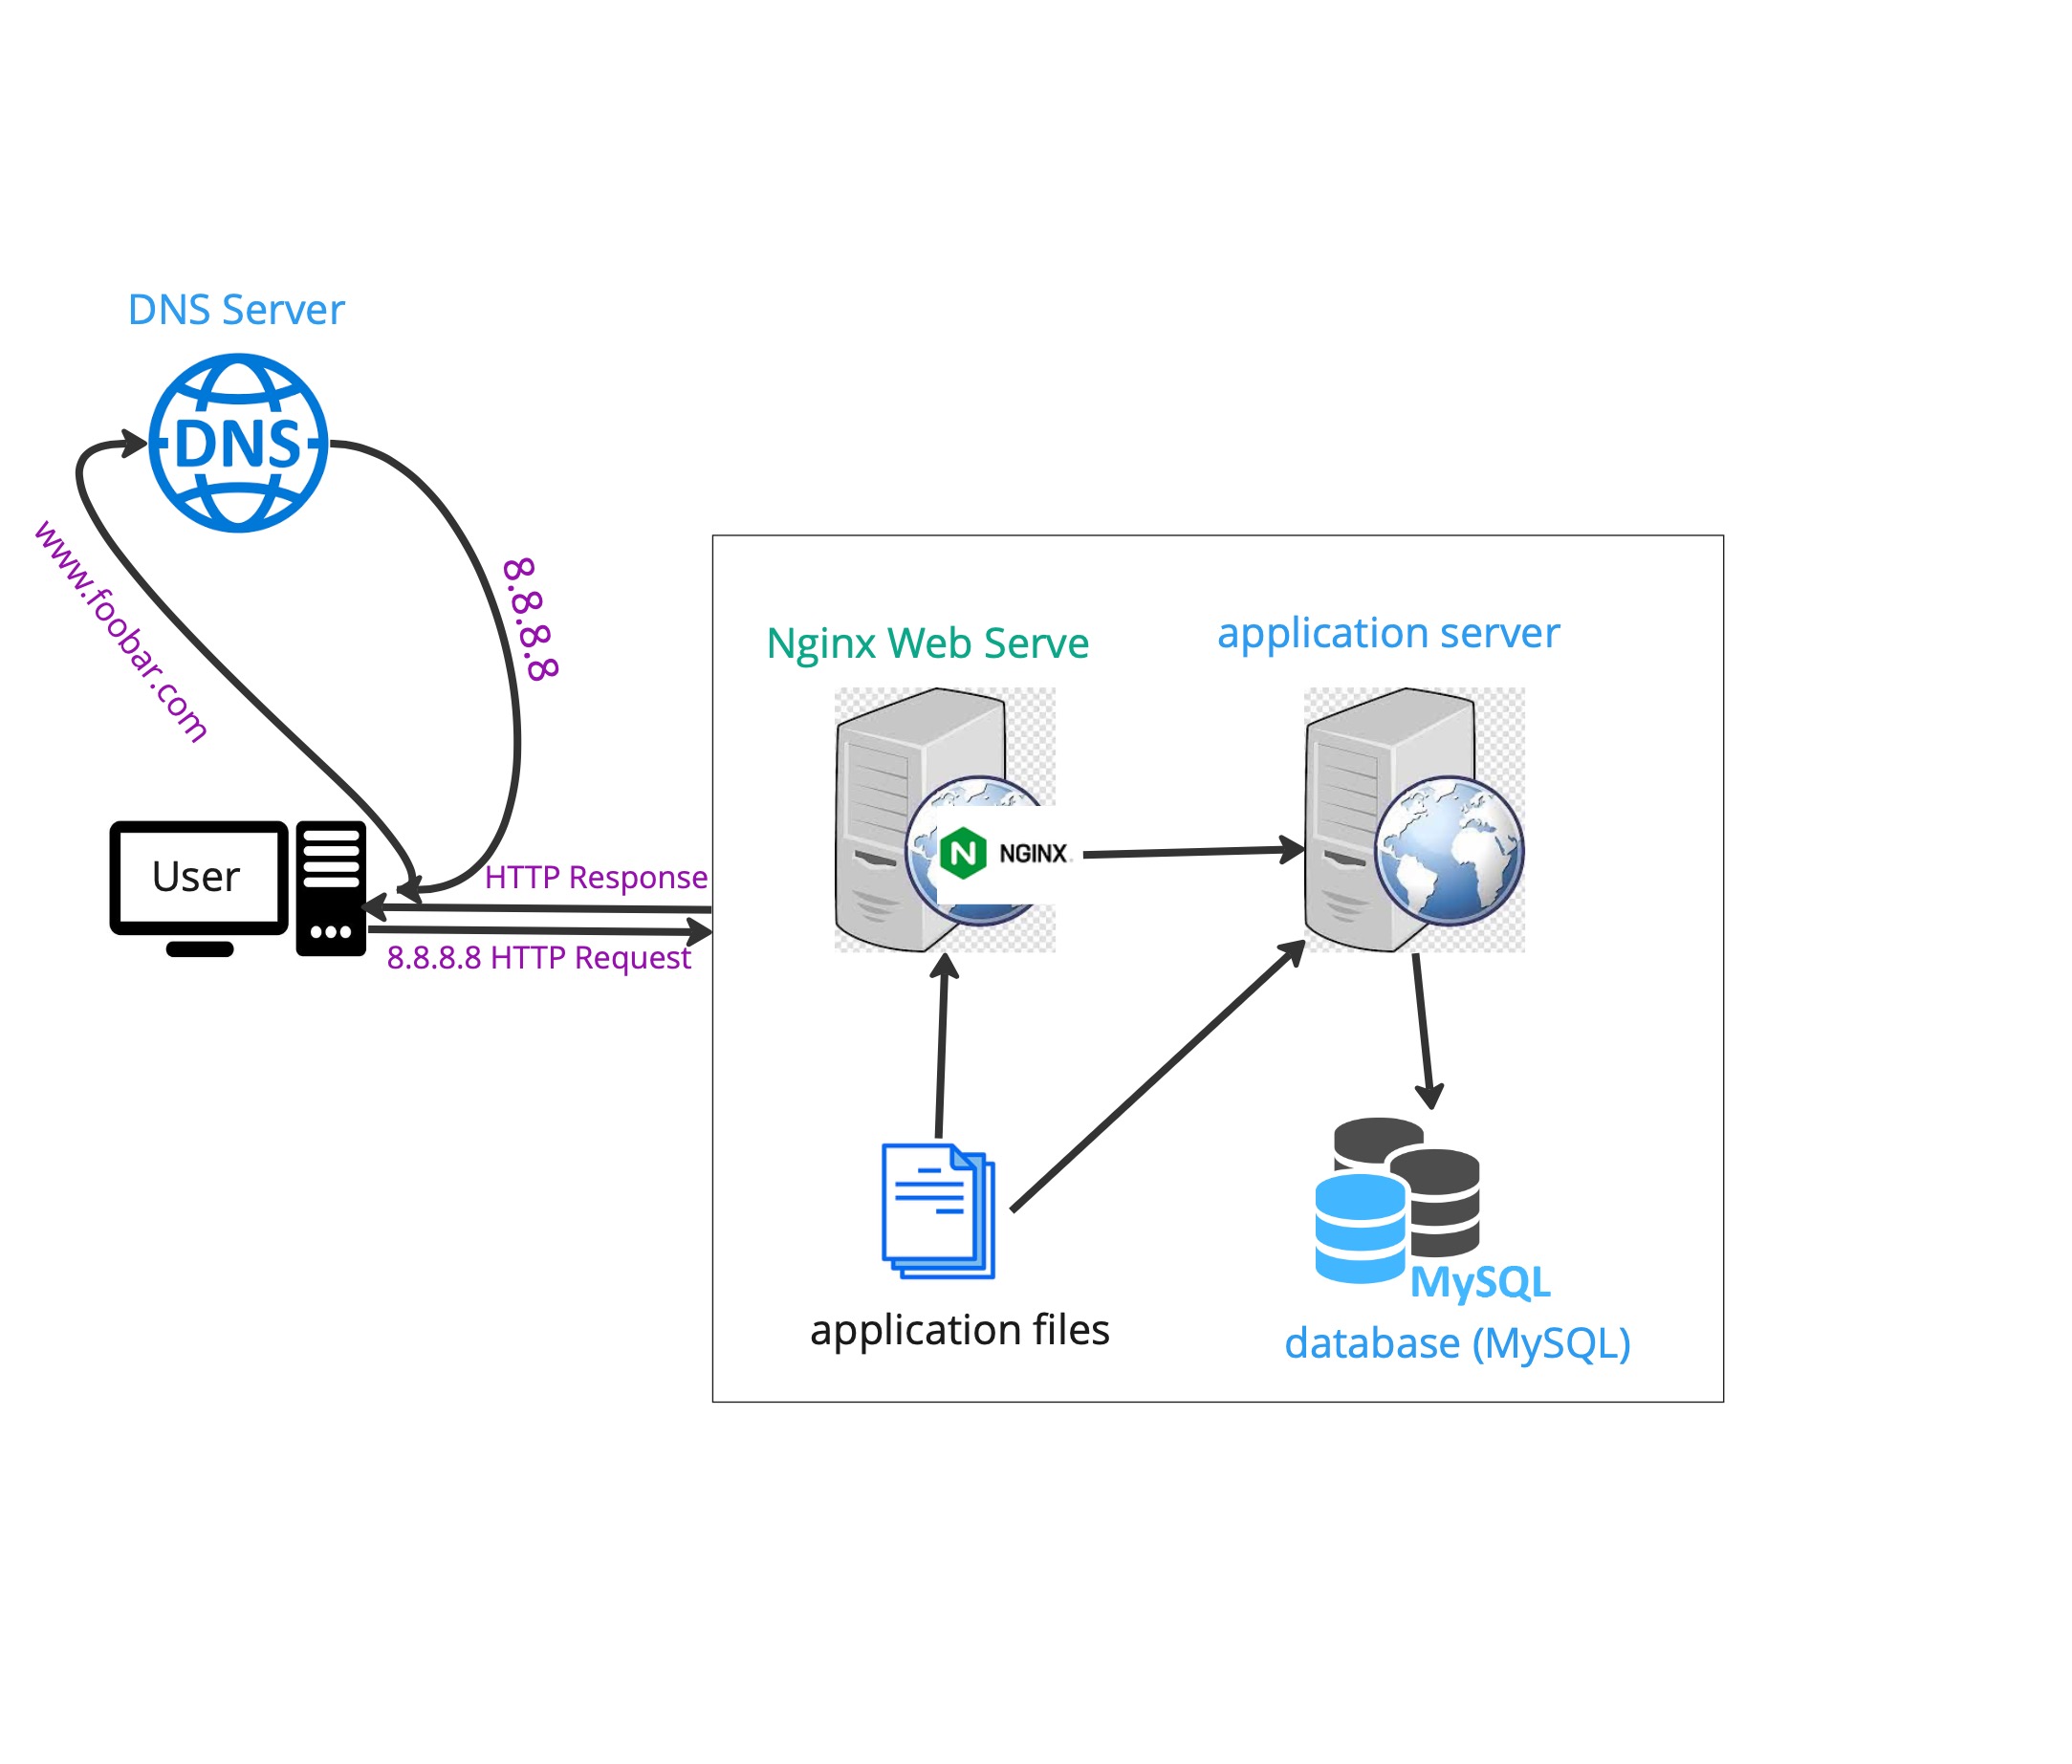 DNS Server
DNS
www.foobar.com
8.8.8.8
User
HTTP Response
8.8.8.8 HTTP Request
Nginx Web Serve
application server
N NGINX
application files
MySQL
database (MySQL)